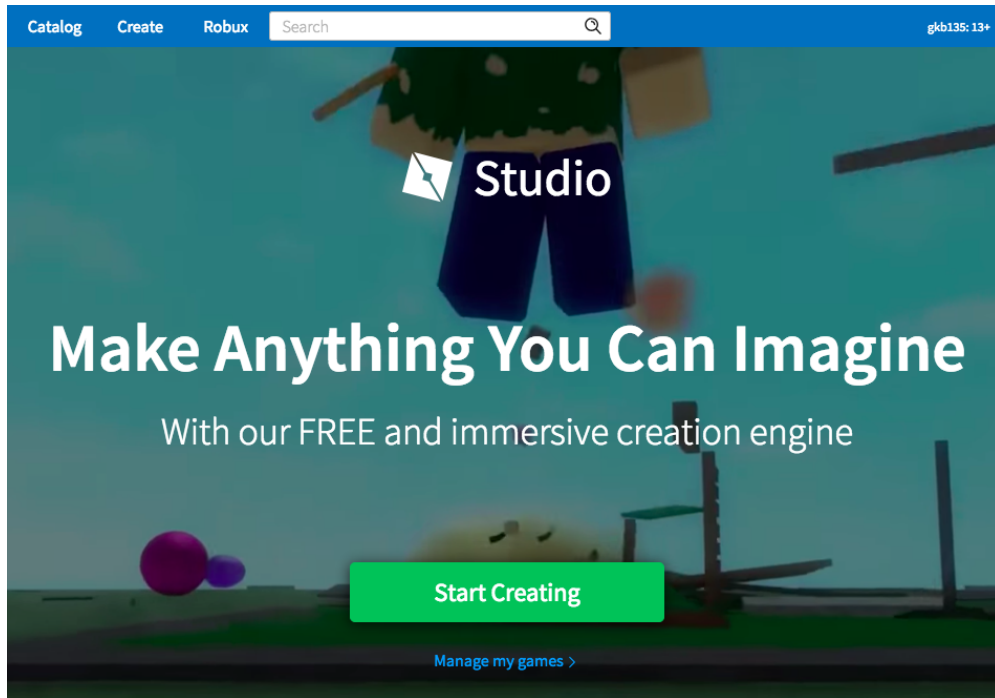 Catalog Create Robux Search gkb135: 13+
Studio
Make Anything You Can Imagine
With our FREE and immersive creation engine
Start Creating
Manage my games >